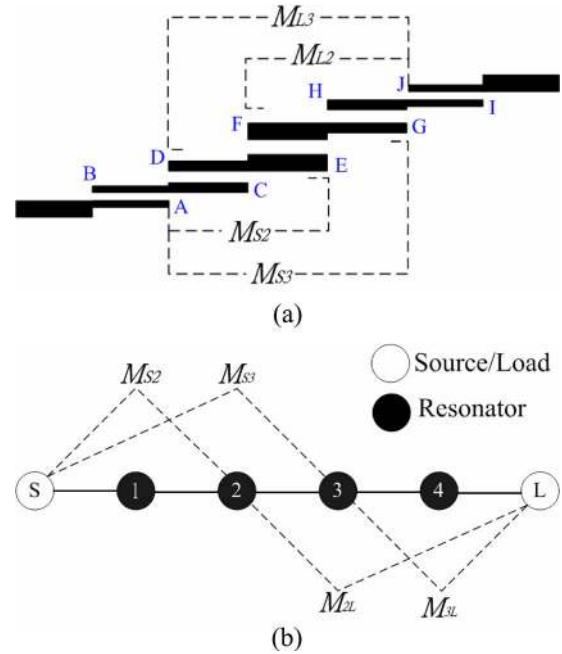 ML3
ML2
J
H
I
F
G
D
E
B
C
A
MS2
MS3
(a)
MS2
MS3
Source/Load
Resonator
S 1 2 3 4 L
M2L
M3L
(b)